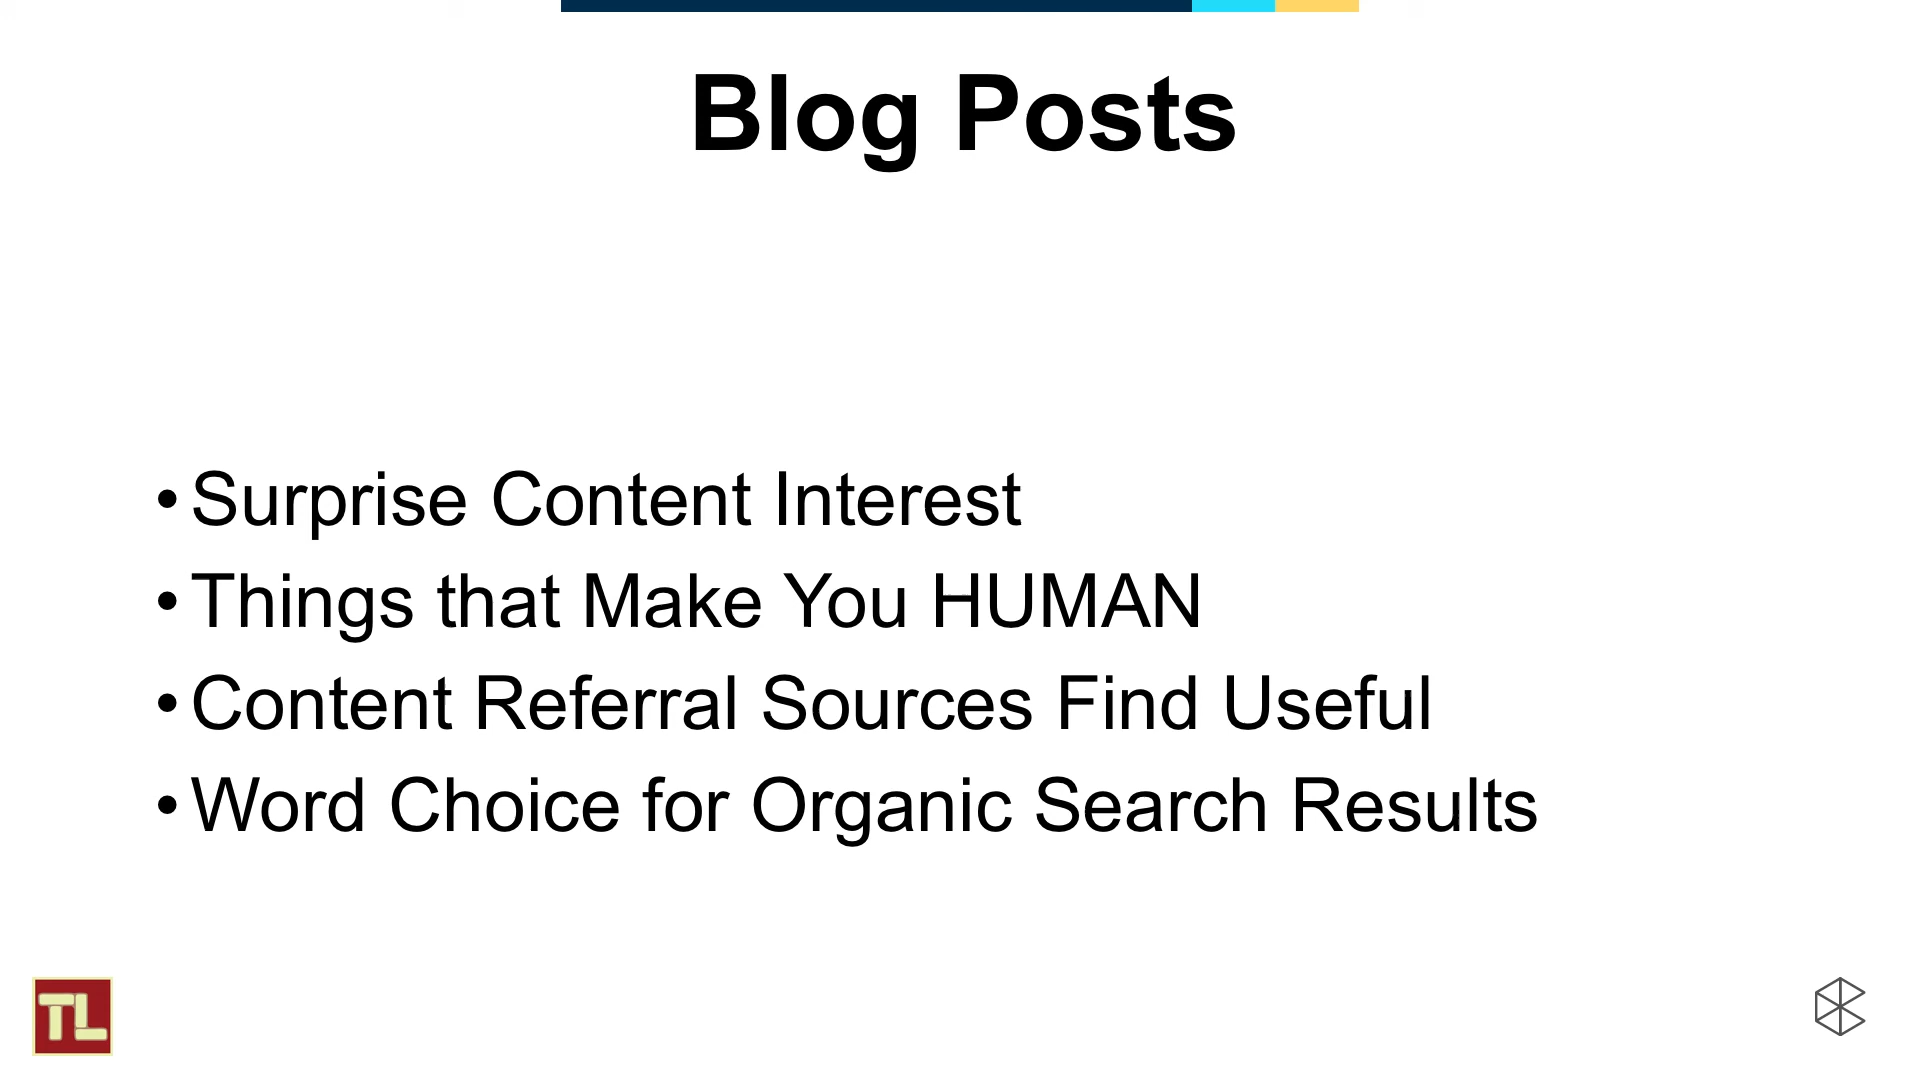 Blog Posts
• Surprise Content Interest
• Things that Make You HUMAN
• Content Referral Sources Find Useful
• Word Choice for Organic Search Results
TL